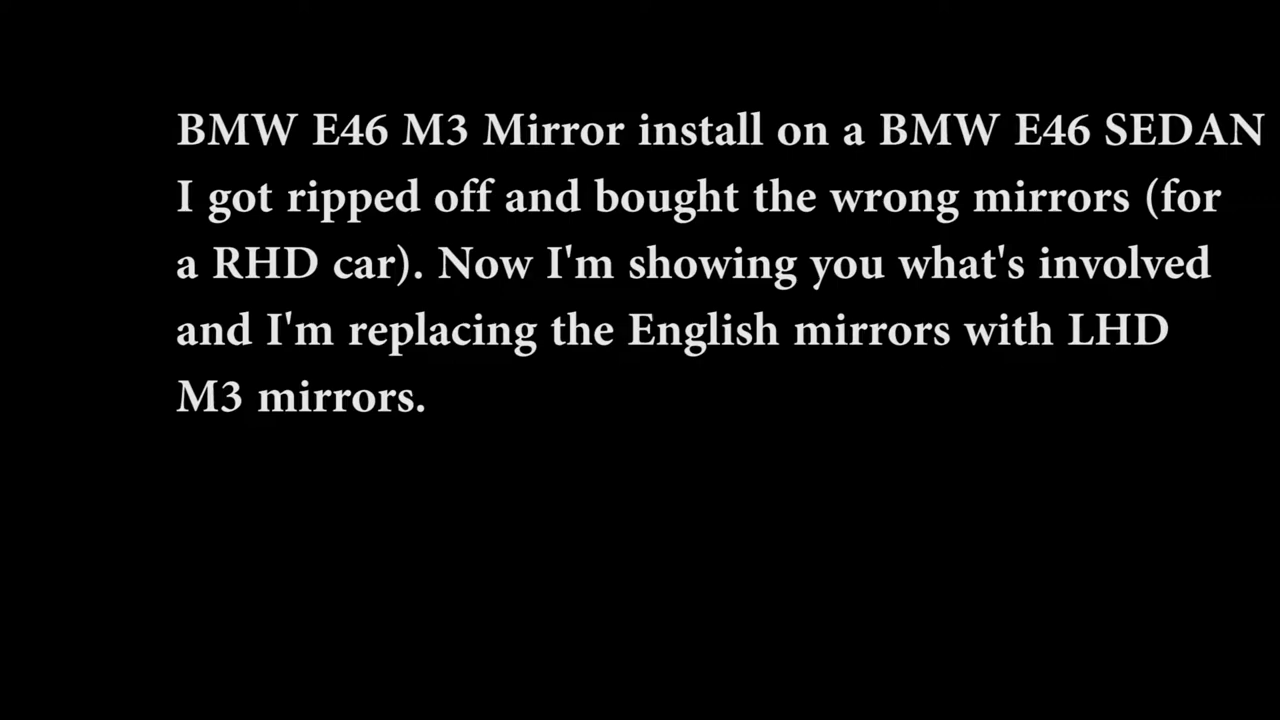 BMW E46 M3 Mirror install on a BMW E46 SEDAN
I got ripped off and bought the wrong mirrors (for
a RHD car). Now I'm showing you what's involved
and I'm replacing the English mirrors with LHD
M3 mirrors.